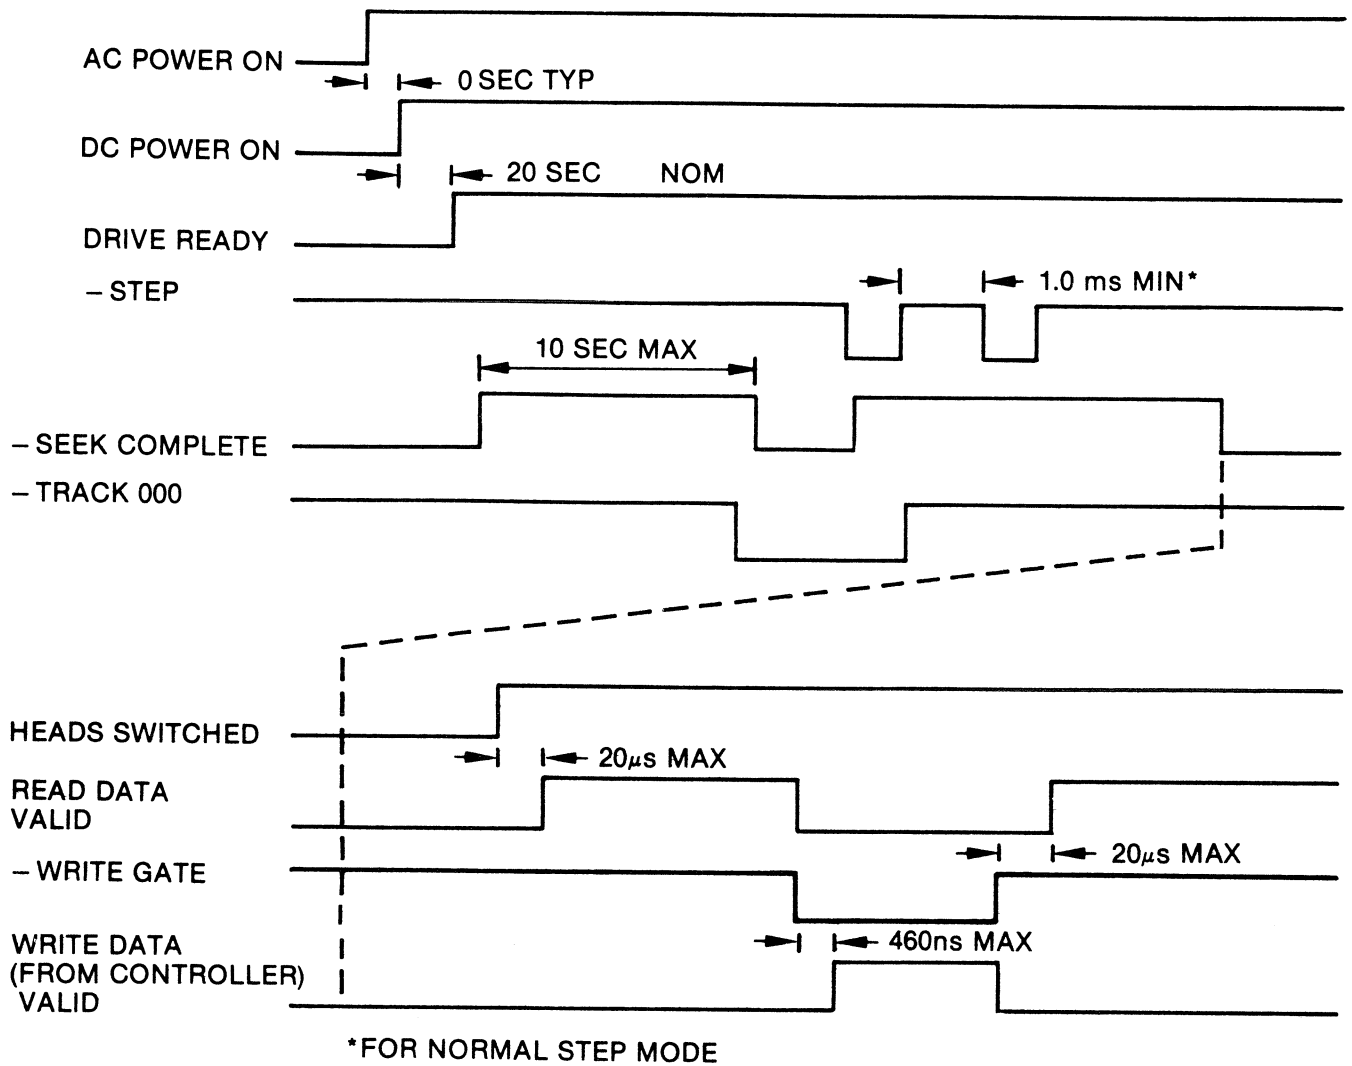 AC POWER ON
0 SEC TYP
DC POWER ON
20 SEC NOM
DRIVE READY
– STEP
1.0 ms MIN*
10 SEC MAX
– SEEK COMPLETE
– TRACK 000
HEADS SWITCHED
20µs MAX
READ DATA
VALID
– WRITE GATE
20µs MAX
WRITE DATA
(FROM CONTROLLER)
VALID
460ns MAX
*FOR NORMAL STEP MODE